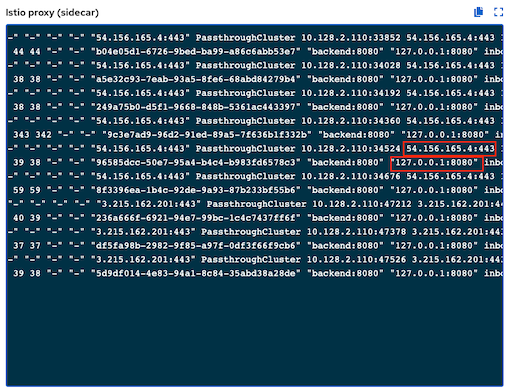 Istio proxy (sidecar)
-" "-" "54.156.165.4:443" PassthroughCluster 10.128.2.110:33852 54.156.165.4:443 1
44 44 "-" "-" "b04e05d1-6726-9bed-ba99-a86c6abb53e7" "backend:8080" "127.0.0.1:8080" inbo
-" "-" "54.156.165.4:443" PassthroughCluster 10.128.2.110:34028 54.156.165.4:443 1
38 38 "-" "-" "a5e32c93-7eab-93a5-8fe6-68abd84279b4" "backend:8080" "127.0.0.1:8080" inbo
-" "-" "54.156.165.4:443" PassthroughCluster 10.128.2.110:34192 54.156.165.4:443 1
38 38 "-" "-" "249a75b0-d5f1-9668-848b-5361ac443397" "backend:8080" "127.0.0.1:8080" inbo
-" "-" "54.156.165.4:443" PassthroughCluster 10.128.2.110:34360 54.156.165.4:443 1
343 342 "-" "-" "9c3e7ad9-96d2-91ed-89a5-7f636b1f332b" "backend:8080" "127.0.0.1:8080" in
-" "-" "54.156.165.4:443" PassthroughCluster 10.128.2.110:34524 54.156.165.4:443
39 38 "-" "-" "96585dcc-50e7-95a4-b4c4-b983fd6578c3" "backend:8080" "127.0.0.1:8080" inbo
-" "-" "54.156.165.4:443" PassthroughCluster 10.128.2.110:34676 54.156.165.4:443 1
59 59 "-" "-" "8f3396ea-1b4c-92de-9a93-87b233bf55b6" "backend:8080" "127.0.0.1:8080" inbo
-" "-" "3.215.162.201:443" PassthroughCluster 10.128.2.110:47212 3.215.162.201:44
40 39 "-" "-" "236a666f-6921-94e7-99bc-1c4c7437ff6f" "backend:8080" "127.0.0.1:8080" inbo
-" "-" "3.215.162.201:443" PassthroughCluster 10.128.2.110:47378 3.215.162.201:443
37 37 "-" "-" "df5fa98b-2982-9f85-a97f-0df3f66f9cb6" "backend:8080" "127.0.0.1:8080" inbo
-" "-" "3.215.162.201:443" PassthroughCluster 10.128.2.110:47526 3.215.162.201:443
39 38 "-" "-" "5d9df014-4e83-94a1-8c84-35abd38a28de" "backend:8080" "127.0.0.1:8080" inbo